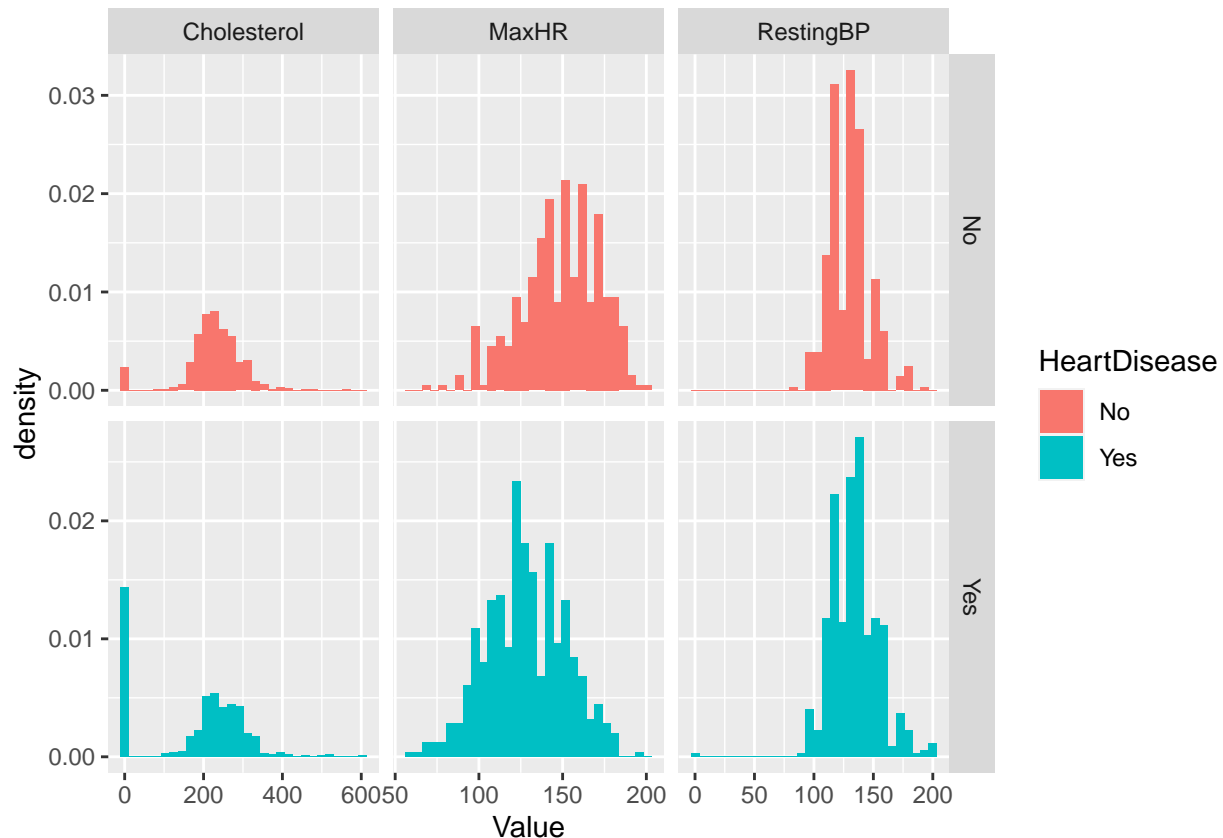 Cholesterol MaxHR RestingBP
0.03
0.02
0.01
0.00
No
density
0.02
0.01
0.00
Yes
0 200 400 600 50 100 150 200 0 50 100 150 200
Value
HeartDisease
No
Yes